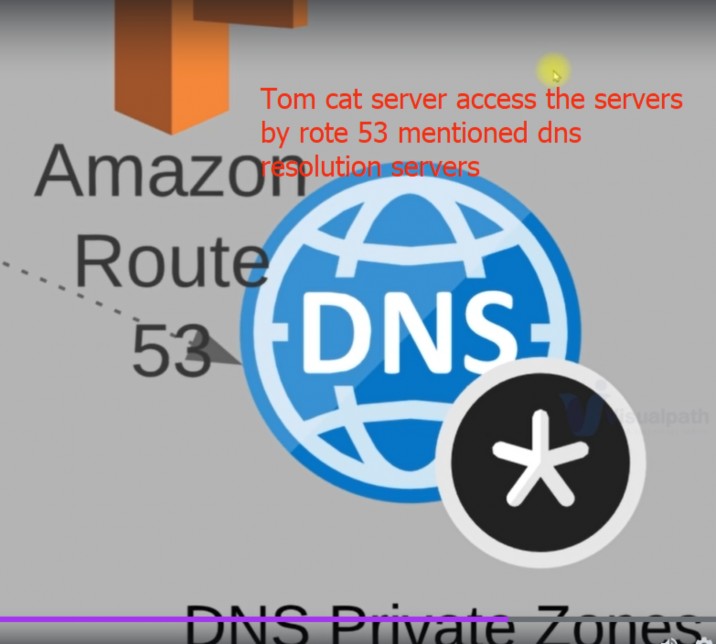 Tom cat server access the servers
by rote 53 mentioned dns
resolution servers
Amazon
Route
53
DNS
Visualpath
DNS Private Zones